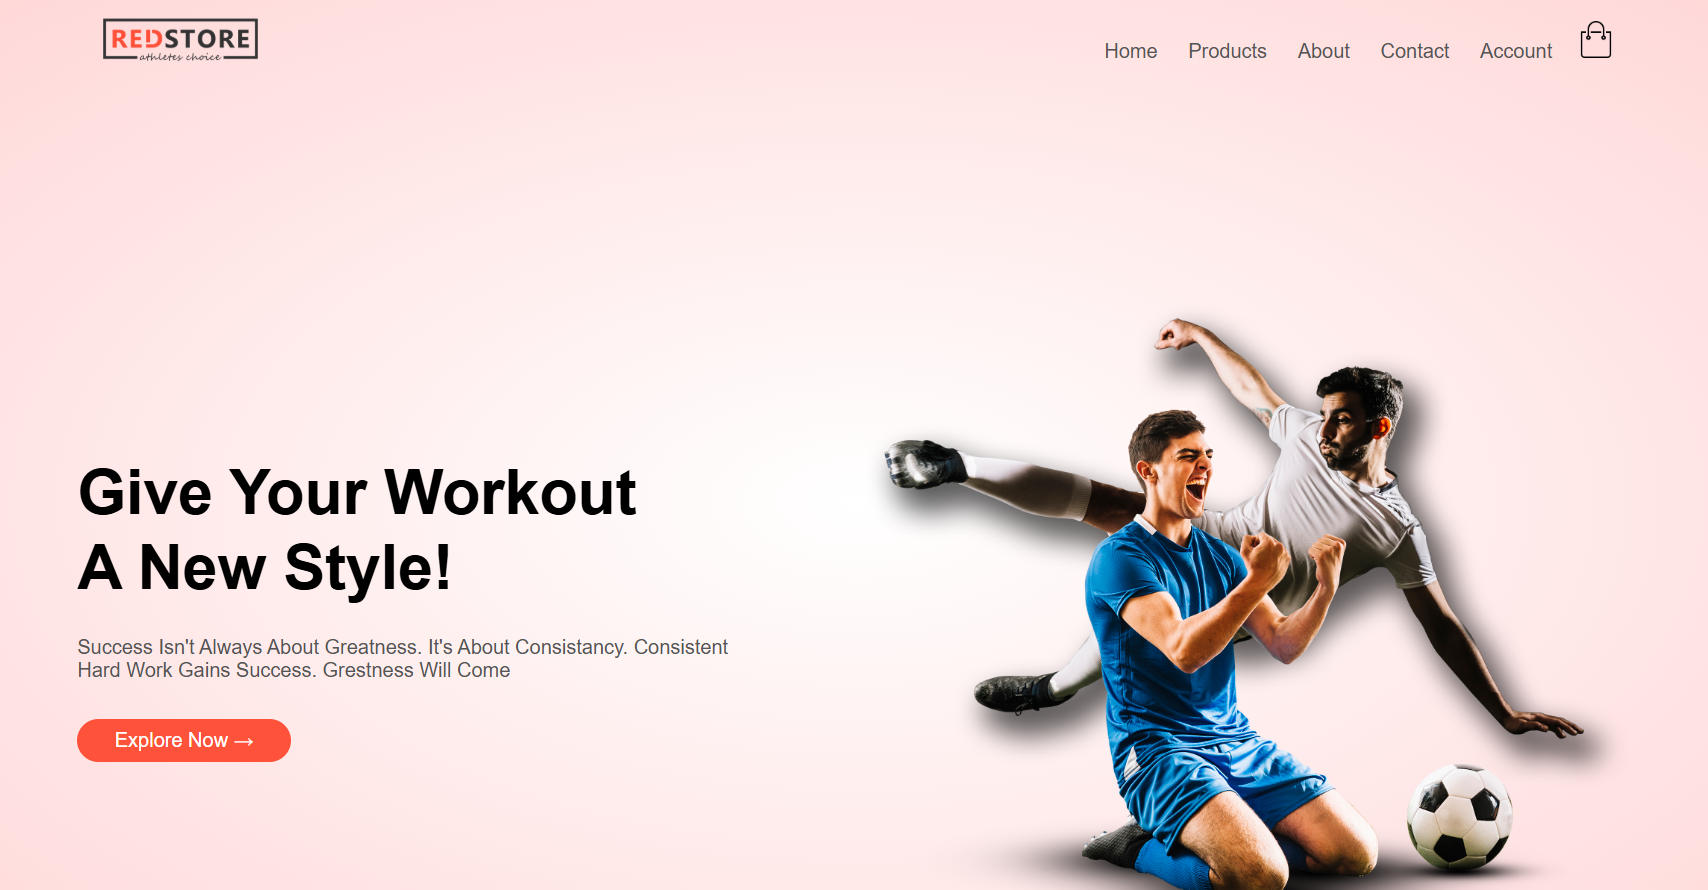 REDSTORE
athletes choice
Home Products About Contact Account
Give Your Workout
A New Style!
Success Isn't Always About Greatness. It's About Consistancy. Consistent
Hard Work Gains Success. Grestness Will Come
Explore Now →